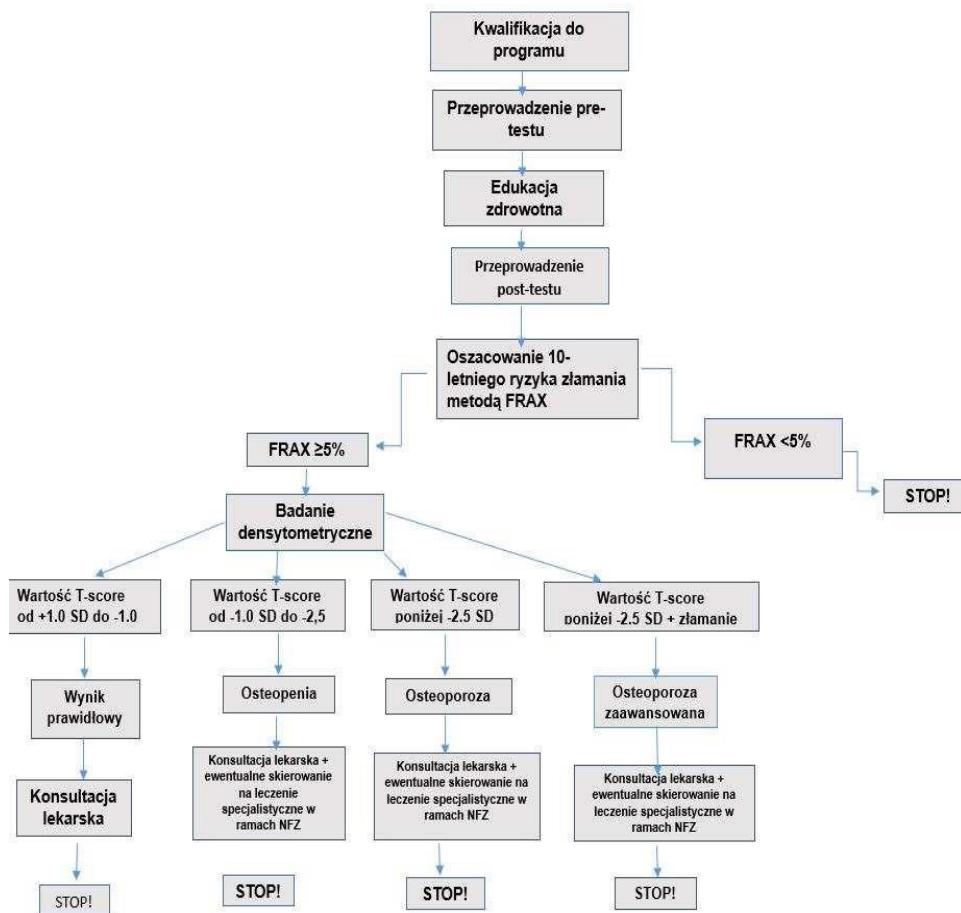 Kwalifikacja do
programu
Przeprowadzenie pre-
testu
Edukacja
zdrowotna
Przeprowadzenie
post-testu
Oszacowanie 10-
letniego ryzyka złamania
metodą FRAX
FRAX ≥5%
FRAX <5%
STOP!
Badanie
densytometryczne
Wartość T-score
od +1.0 SD do -1.0
Wartość T-score
od -1.0 SD do -2,5
Wartość T-score
poniżej -2.5 SD
Wartość T-score
poniżej -2.5 SD + złamanie
Wynik
prawidłowy
Osteopenia
Osteoporoza
Osteoporoza
zaawansowana
Konsultacja
lekarska
Konsultacja lekarska +
ewentualne skierowanie
na leczenie
specjalistyczne w
ramach NFZ
Konsultacja lekarska +
ewentualne skierowanie na
leczenie specjalistyczne w
ramach NFZ
Konsultacja lekarska +
ewentualne skierowanie na
leczenie specjalistyczne w
ramach NFZ
STOP!
STOP!
STOP!
STOP!